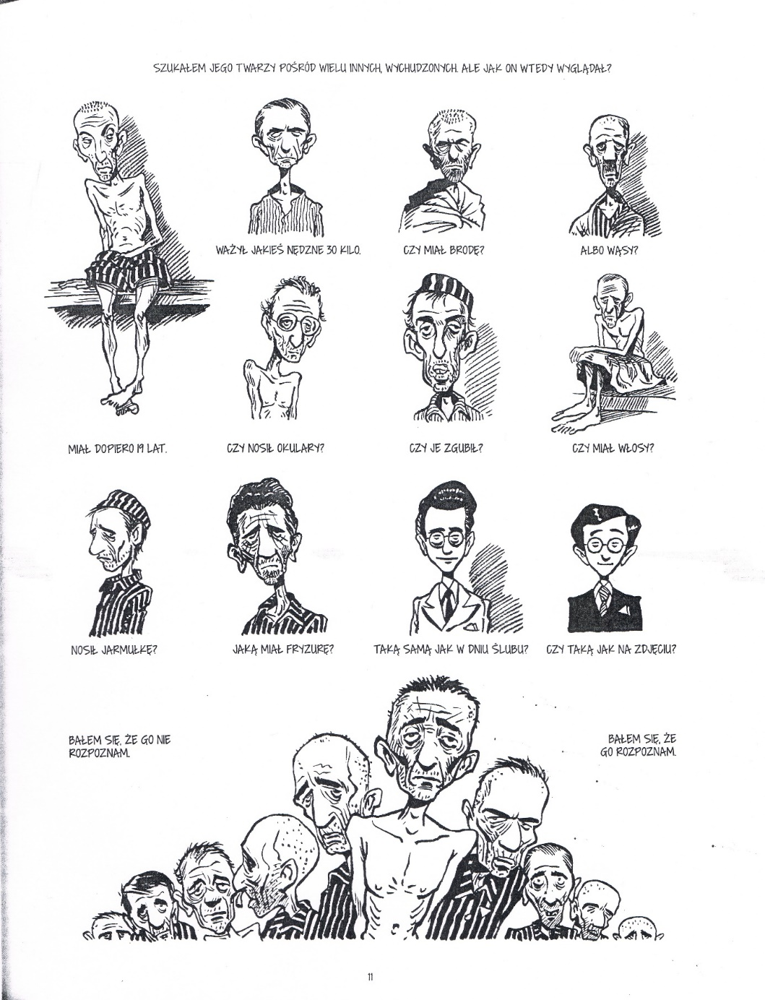 SZUKAŁEM JEGO TWARZY POŚRÓD WIELU INNYCH, WYCHUDZONYCH. ALE JAK ON WTEDY WYGLĄDAŁ?
WAŻYŁ JAKIEŚ NĘDZNE 30 KILO.
CZY MIAŁ BRODĘ?
ALBO WĄSY?
MIAŁ DOPIERO 19 LAT.
CZY NOSIŁ OKULARY?
CZY JE ZGUBIŁ?
CZY MIAŁ WŁOSY?
NOSIŁ JARMUŁKĘ?
JAKĄ MIAŁ FRYZURĘ?
TAKĄ SAMĄ JAK W DNIU ŚLUBU?
CZY TAKĄ JAK NA ZDJĘCIU?
BAŁEM SIĘ, ŻE GO NIE
ROZPOZNAM.
BAŁEM SIĘ, ŻE
GO ROZPOZNAM.
11